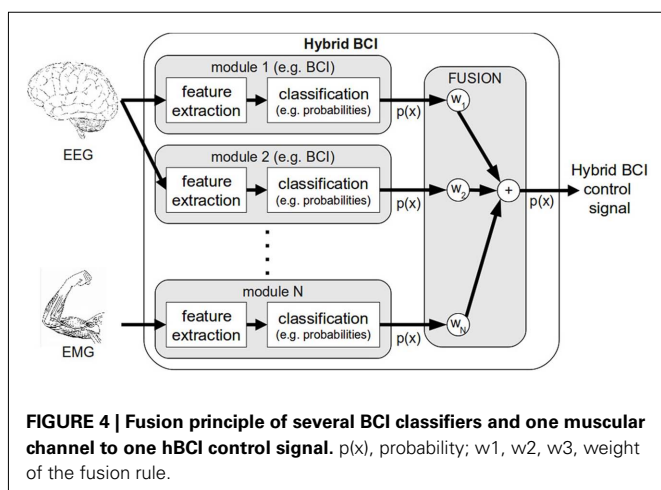 Hybrid BCI
module 1 (e.g. BCI)
feature
extraction
classification
(e.g. probabilities)
p(x)
FUSION
w1
EEG
module 2 (e.g. BCI)
feature
extraction
classification
(e.g. probabilities)
p(x)
w2
+
p(x)
Hybrid BCI
control
signal
module N
feature
extraction
classification
(e.g. probabilities)
p(x)
wN
EMG
FIGURE 4 | Fusion principle of several BCI classifiers and one muscular
channel to one hBCI control signal. p(x), probability; w1, w2, w3, weight
of the fusion rule.